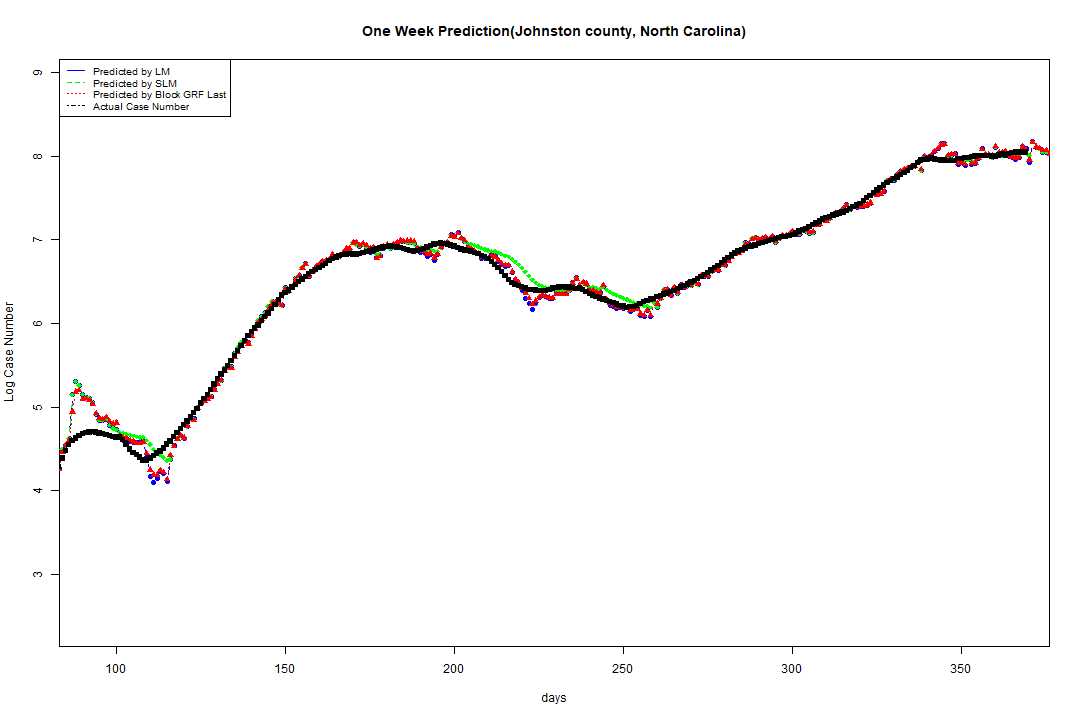 One Week Prediction(Johnston county, North Carolina)
Predicted by LM
Predicted by SLM
Predicted by Block GRF Last
Actual Case Number
9
8
7
6
5
4
3
Log Case Number
100 150 200 250 300 350
days